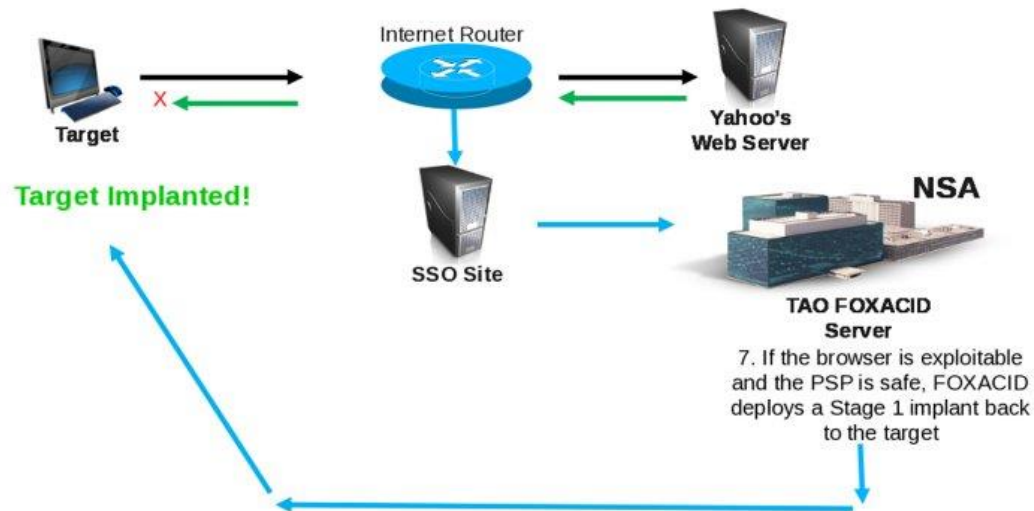 Internet Router
X
Target
Yahoo's
Web Server
Target Implanted!
SSO Site
NSA
TAO FOXACID
Server
7. If the browser is exploitable
and the PSP is safe, FOXACID
deploys a Stage 1 implant back
to the target